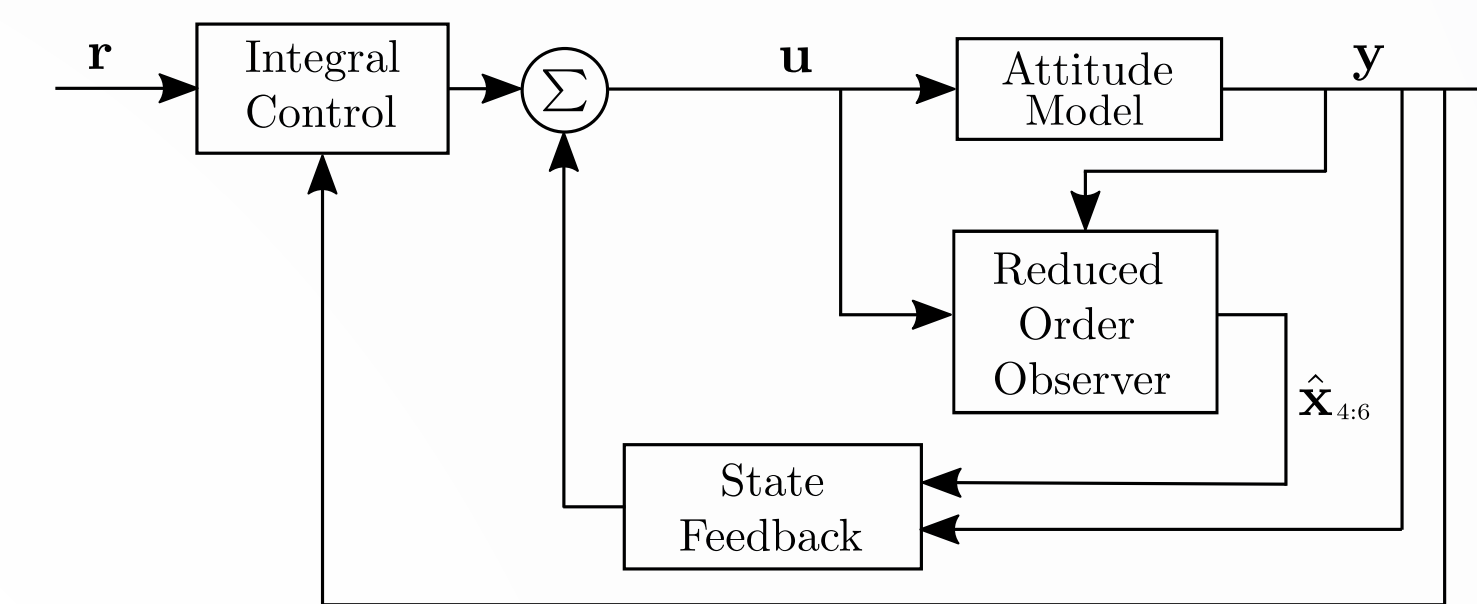 r
Integral
Control
∑
u
Attitude
Model
y
Reduced
Order
Observer
x̂4:6
State
Feedback